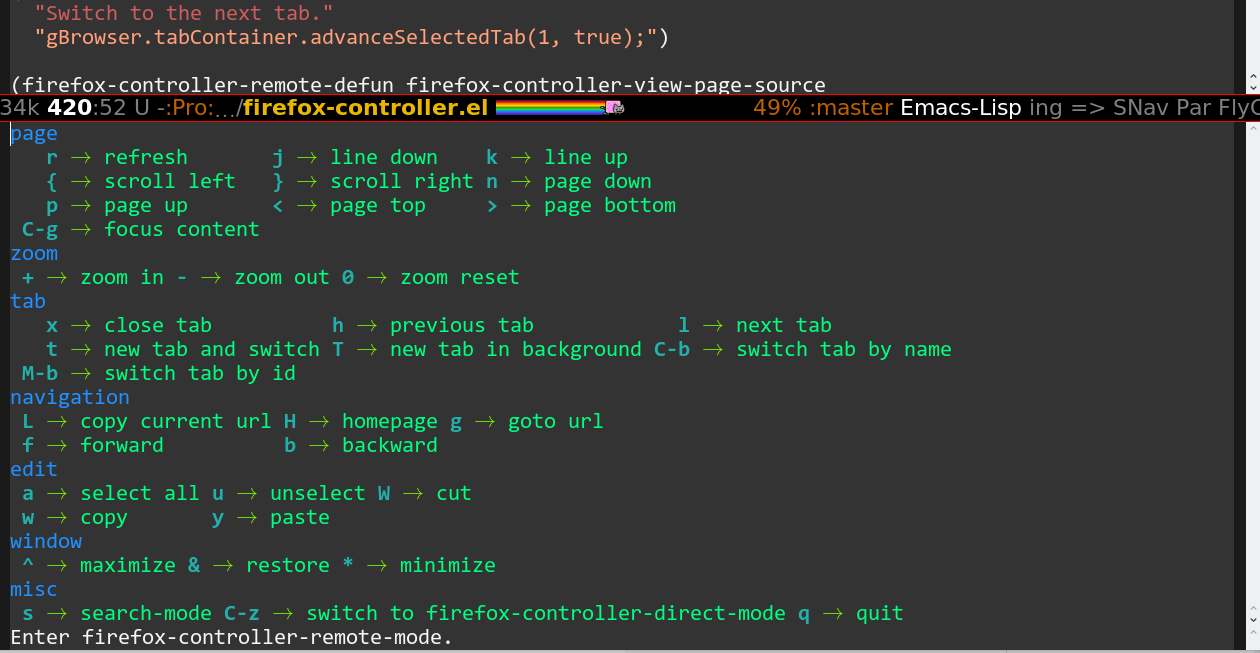 "Switch to the next tab."
"gBrowser.tabContainer.advanceSelectedTab(1, true);")
(firefox-controller-remote-defun firefox-controller-view-page-source
34k 420:52 U -:Pro:…/firefox-controller.el 49% :master Emacs-Lisp ing => SNav Par FlyC
page
r → refresh j → line down k → line up
{ → scroll left } → scroll right n → page down
p → page up < → page top > → page bottom
C-g → focus content
zoom
+ → zoom in - → zoom out 0 → zoom reset
tab
x → close tab h → previous tab l → next tab
t → new tab and switch T → new tab in background C-b → switch tab by name
M-b → switch tab by id
navigation
L → copy current url H → homepage g → goto url
f → forward b → backward
edit
a → select all u → unselect W → cut
w → copy y → paste
window
^ → maximize & → restore * → minimize
misc
s → search-mode C-z → switch to firefox-controller-direct-mode q → quit
Enter firefox-controller-remote-mode.